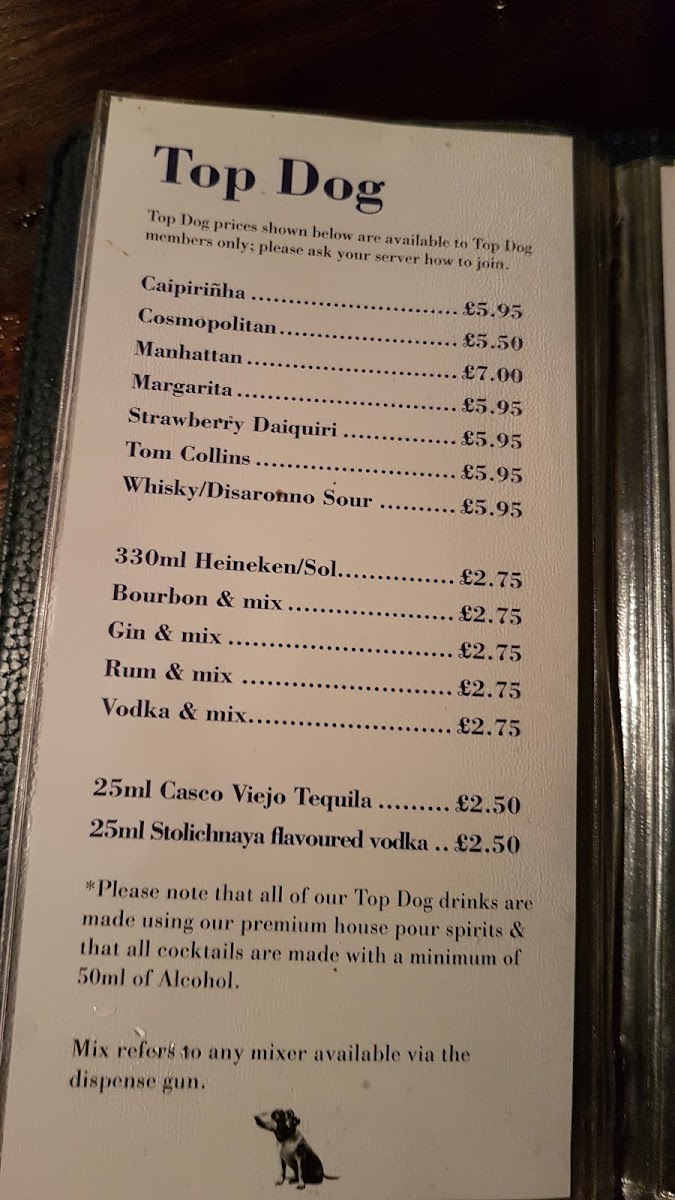 Top Dog
Top Dog prices shown below are available to Top Dog
members only; please ask your server how to join.
Caipiriñha ............................ £5.95
Cosmopolitan........................ £5.50
Manhattan ............................ £7.00
Margarita .............................. £5.95
Strawberry Daiquiri ............... £5.95
Tom Collins ........................... £5.95
Whisky/Disaronno Sour .......... £5.95
330ml Heineken/Sol............... £2.75
Bourbon & mix ...................... £2.75
Gin & mix ............................. £2.75
Rum & mix ........................... £2.75
Vodka & mix.......................... £2.75
25ml Casco Viejo Tequila ......... £2.50
25ml Stolichnaya flavoured vodka .. £2.50
*Please note that all of our Top Dog drinks are
made using our premium house pour spirits &
that all cocktails are made with a minimum of
50ml of Alcohol.
Mix refers to any mixer available via the
dispense gun.